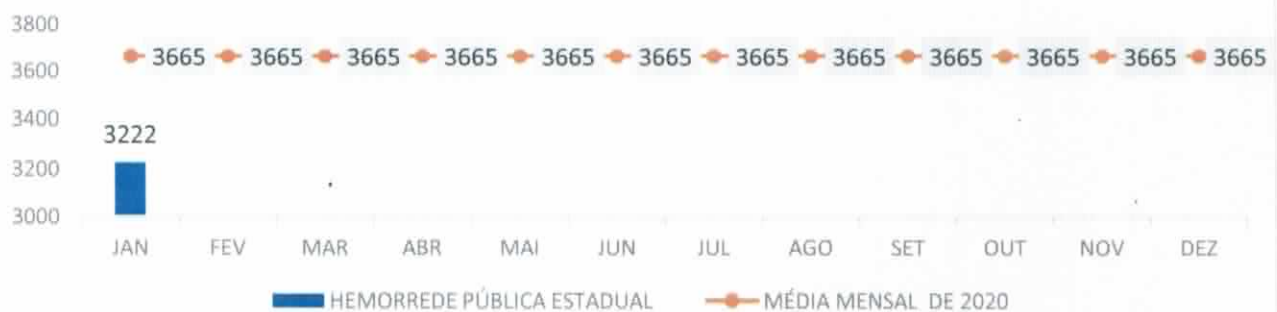 3800
3665 3665 3665 3665 3665 3665 3665 3665 3665 3665 3665 3665
3600
3400
3222
3200
3000
JAN FEV MAR ABR MAI JUN JUL AGO SET OUT NOV DEZ
HEMORREDE PÚBLICA ESTADUAL MÉDIA MENSAL DE 2020